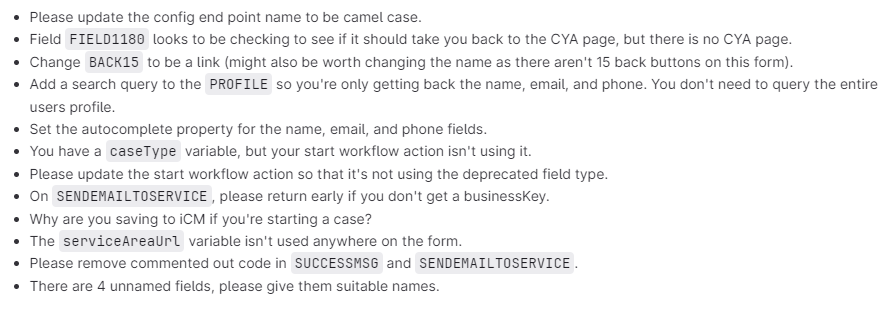 • Please update the config end point name to be camel case.
• Field FIELD1180 looks to be checking to see if it should take you back to the CYA page, but there is no CYA page.
• Change BACK15 to be a link (might also be worth changing the name as there aren't 15 back buttons on this form).
• Add a search query to the PROFILE so you're only getting back the name, email, and phone. You don't need to query the entire
users profile.
• Set the autocomplete property for the name, email, and phone fields.
• You have a caseType variable, but your start workflow action isn't using it.
• Please update the start workflow action so that it's not using the deprecated field type.
• On SENDEMAILTOSERVICE, please return early if you don't get a businessKey.
• Why are you saving to iCM if you're starting a case?
• The serviceAreaUrl variable isn't used anywhere on the form.
• Please remove commented out code in SUCCESSMSG and SENDEMAILTOSERVICE.
• There are 4 unnamed fields, please give them suitable names.